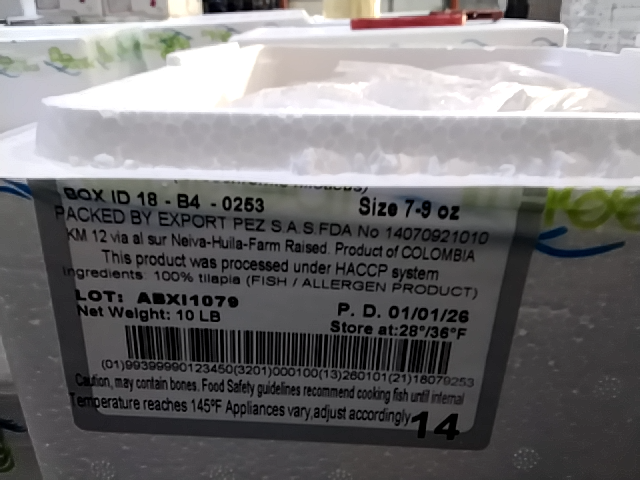 BOX ID 18 - B4 - 0253 Size 7-9 oz
PACKED BY EXPORT PEZ S.A.S.FDA No 14070921010
KM 12 via al sur Neiva-Huila-Farm Raised. Product of COLOMBIA
This product was processed under HACCP system
Ingredients: 100% tilapia (FISH / ALLERGEN PRODUCT)
LOT: ABXI1079 P. D. 01/01/26
Net Weight: 10 LB Store at:28°/36°F
(01)99399990123450(3201)000100(13)260101(21)18079253
Caution, may contain bones. Food Safety guidelines recommend cooking fish until internal
Temperature reaches 145ºF Appliances vary,adjust accordingly 14